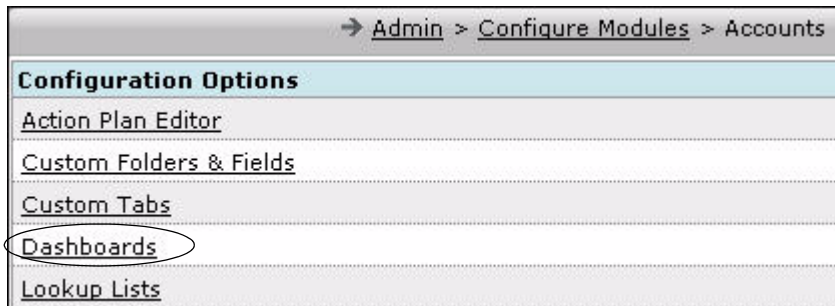 → Admin > Configure Modules > Accounts
Configuration Options
Action Plan Editor
Custom Folders & Fields
Custom Tabs
Dashboards
Lookup Lists